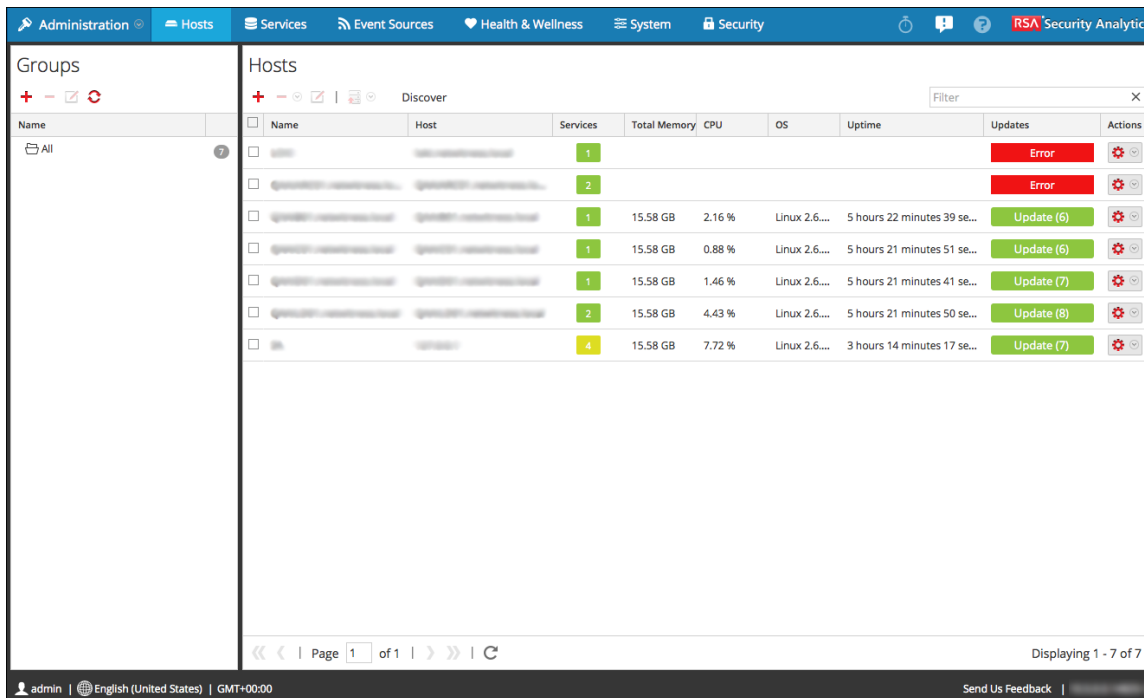 Administration Hosts Services Event Sources Health & Wellness System Security RSA Security Analytic
Groups
Name
All 7
Hosts
Discover Filter
Name Host Services Total Memory CPU OS Uptime Updates Actions
1 Error
2 Error
1 15.58 GB 2.16 % Linux 2.6.... 5 hours 22 minutes 39 se... Update (6)
1 15.58 GB 0.88 % Linux 2.6.... 5 hours 21 minutes 51 se... Update (6)
1 15.58 GB 1.46 % Linux 2.6.... 5 hours 21 minutes 41 se... Update (7)
2 15.58 GB 4.43 % Linux 2.6.... 5 hours 21 minutes 50 se... Update (8)
4 15.58 GB 7.72 % Linux 2.6.... 3 hours 14 minutes 17 se... Update (7)
Page 1 of 1 Displaying 1 - 7 of 7
admin | English (United States) | GMT+00:00 Send Us Feedback |